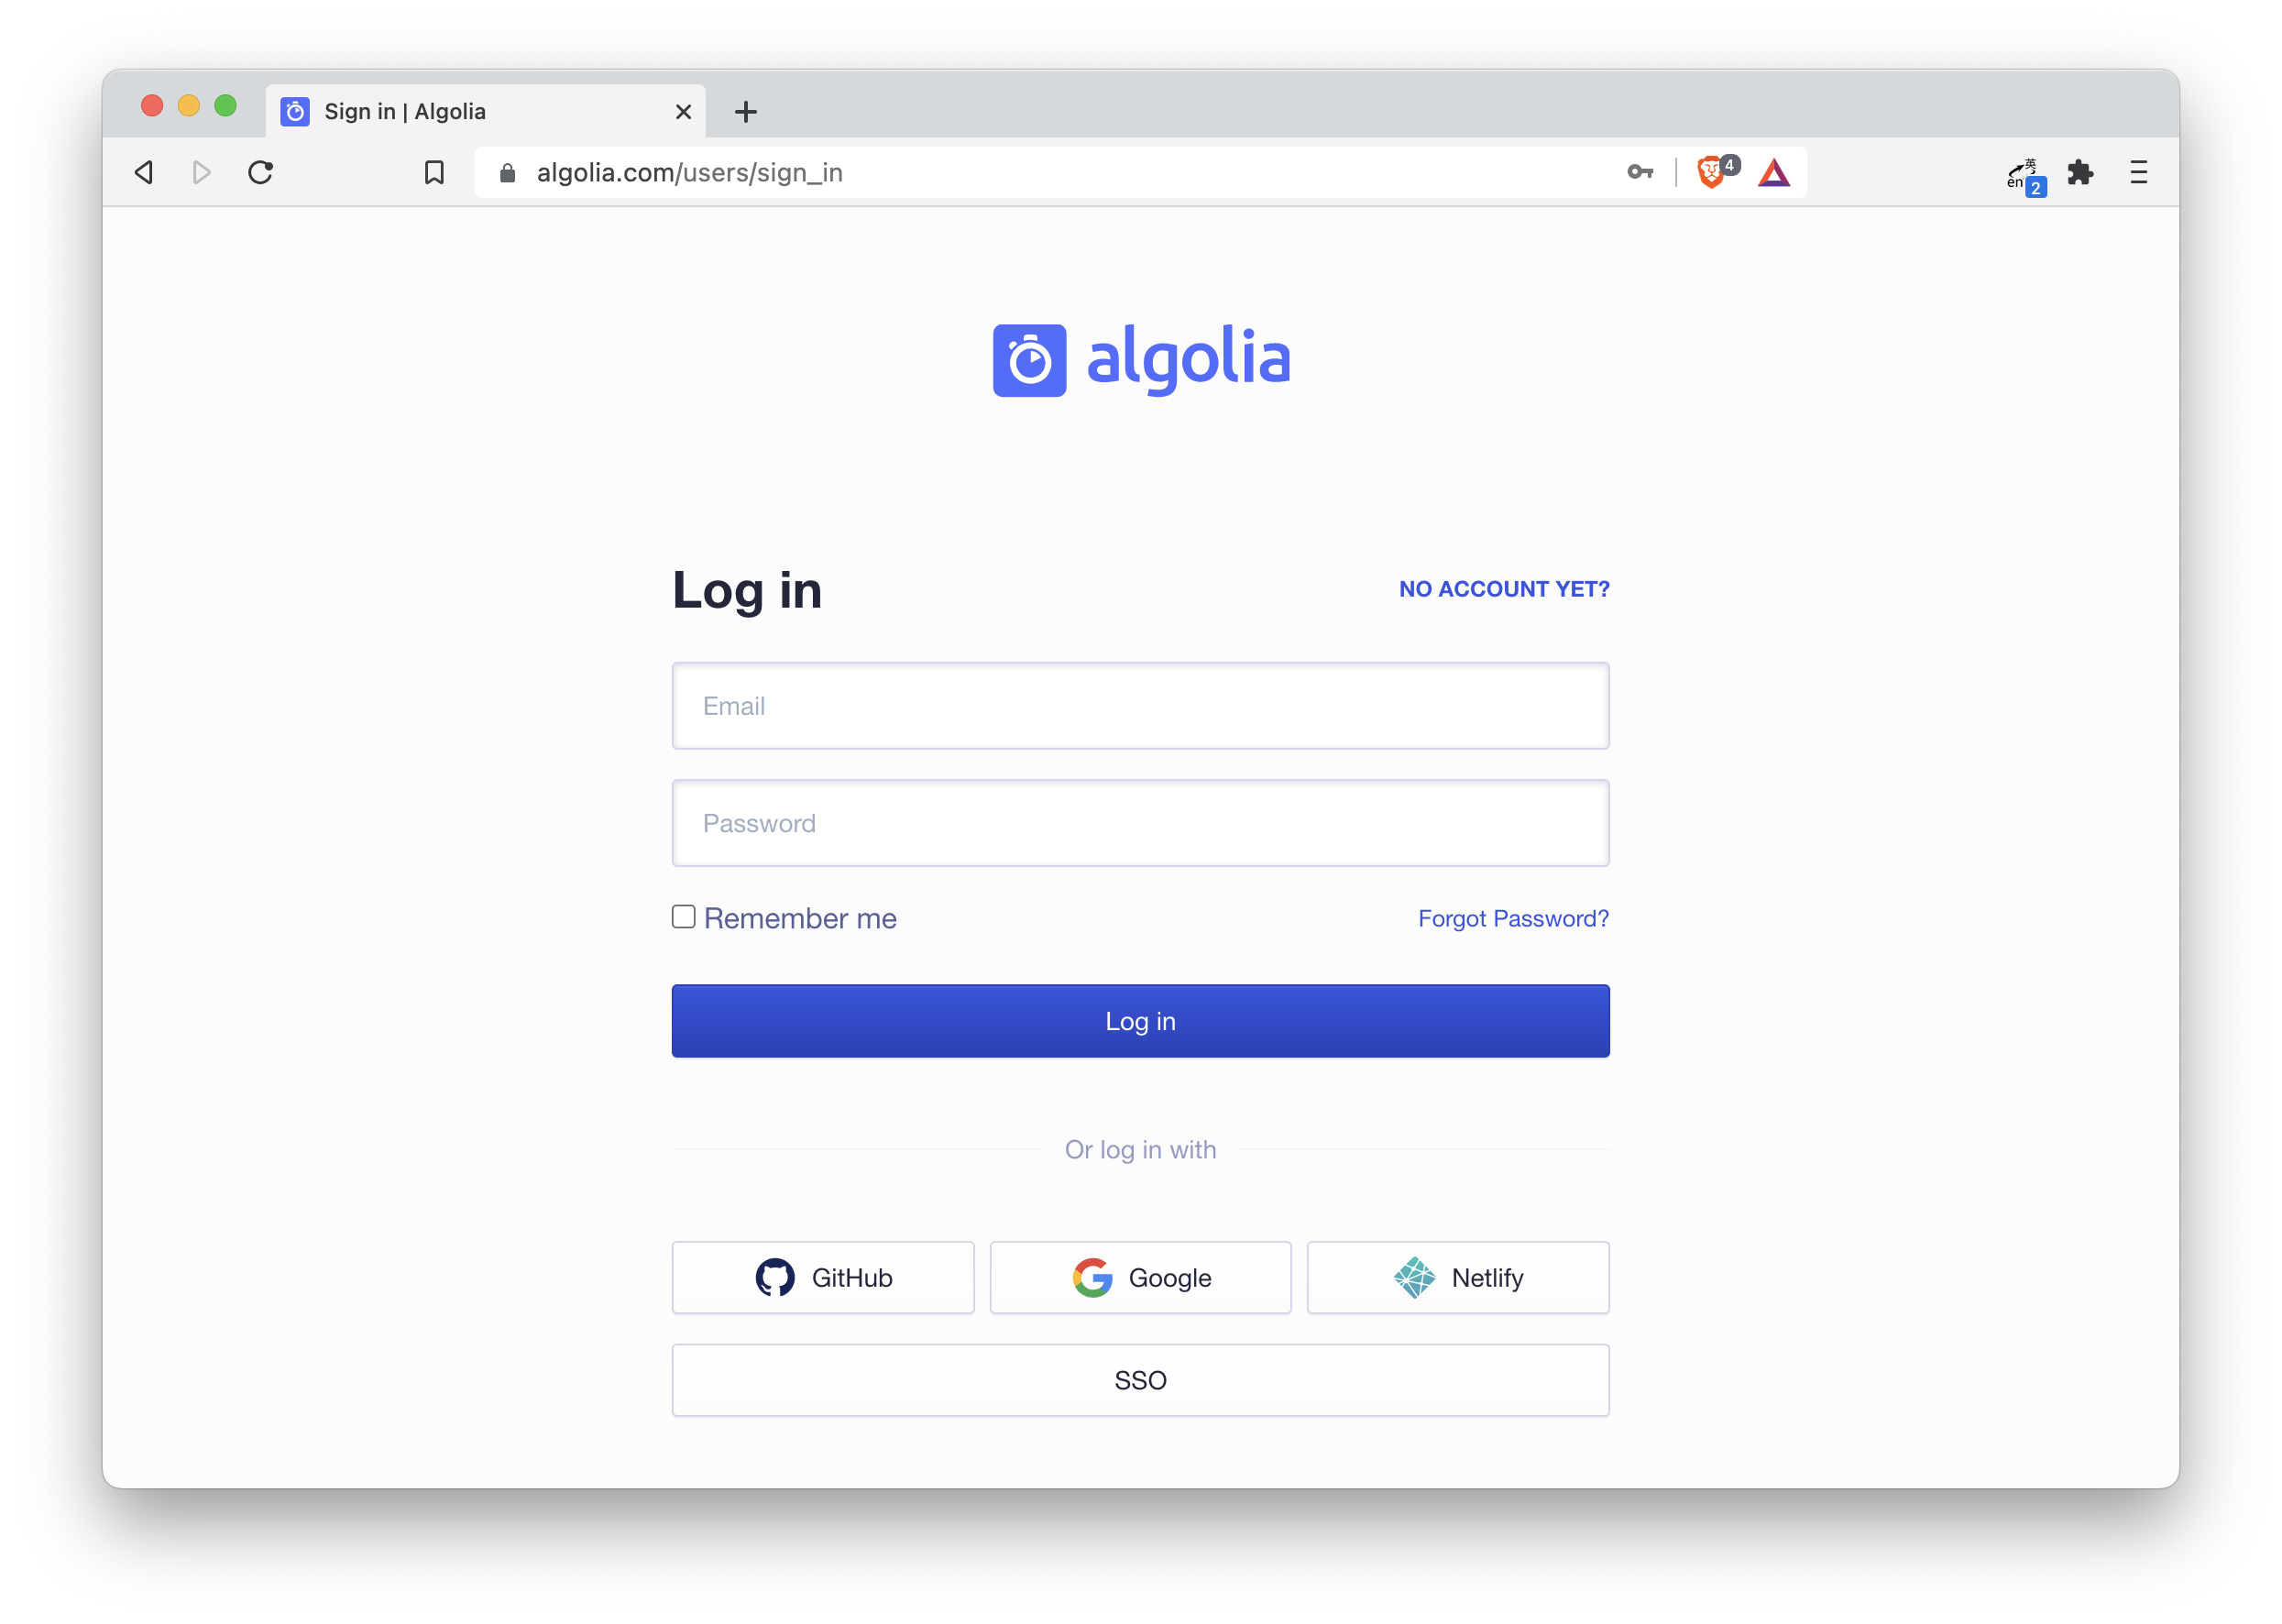 Sign in | Algolia
algolia.com/users/sign_in
4
英
en
2
algolia
Log in
NO ACCOUNT YET?
Email
Password
Remember me
Forgot Password?
Log in
Or log in with
GitHub
Google
Netlify
SSO